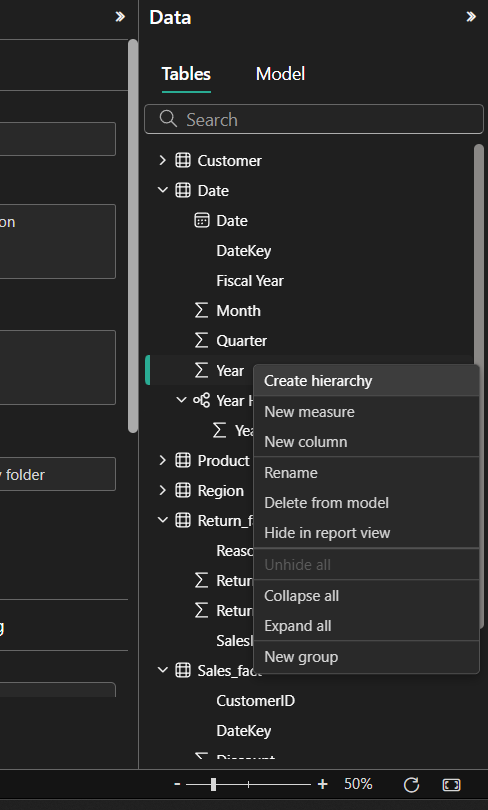 Data
Tables Model
Search
Customer
Date
Date
on
DateKey
Fiscal Year
Month
Quarter
Year
Create hierarchy
Year H
New measure
Yea
New column
Product
Rename
y folder
Region
Delete from model
Return_f
Hide in report view
Reaso
Unhide all
Return
Collapse all
Return
Expand all
g
SalesI
New group
Sales_fact
CustomerID
DateKey
Discount
- + 50%